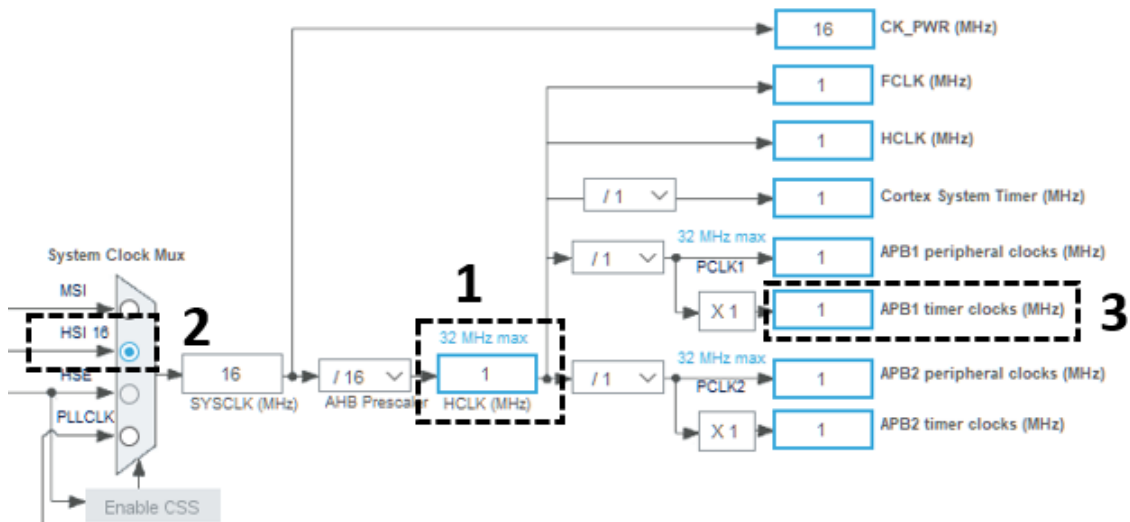 16
CK_PWR (MHz)
1
FCLK (MHz)
1
HCLK (MHz)
/ 1
1
Cortex System Timer (MHz)
System Clock Mux
MSI
HSI 16
HSE
PLLCLK
2
16
SYSCLK (MHz)
/ 16
AHB Prescaler
1
32 MHz max
1
HCLK (MHz)
/ 1
32 MHz max
PCLK1
1
APB1 peripheral clocks (MHz)
X 1
1
APB1 timer clocks (MHz)
3
/ 1
32 MHz max
PCLK2
1
APB2 peripheral clocks (MHz)
X 1
1
APB2 timer clocks (MHz)
Enable CSS